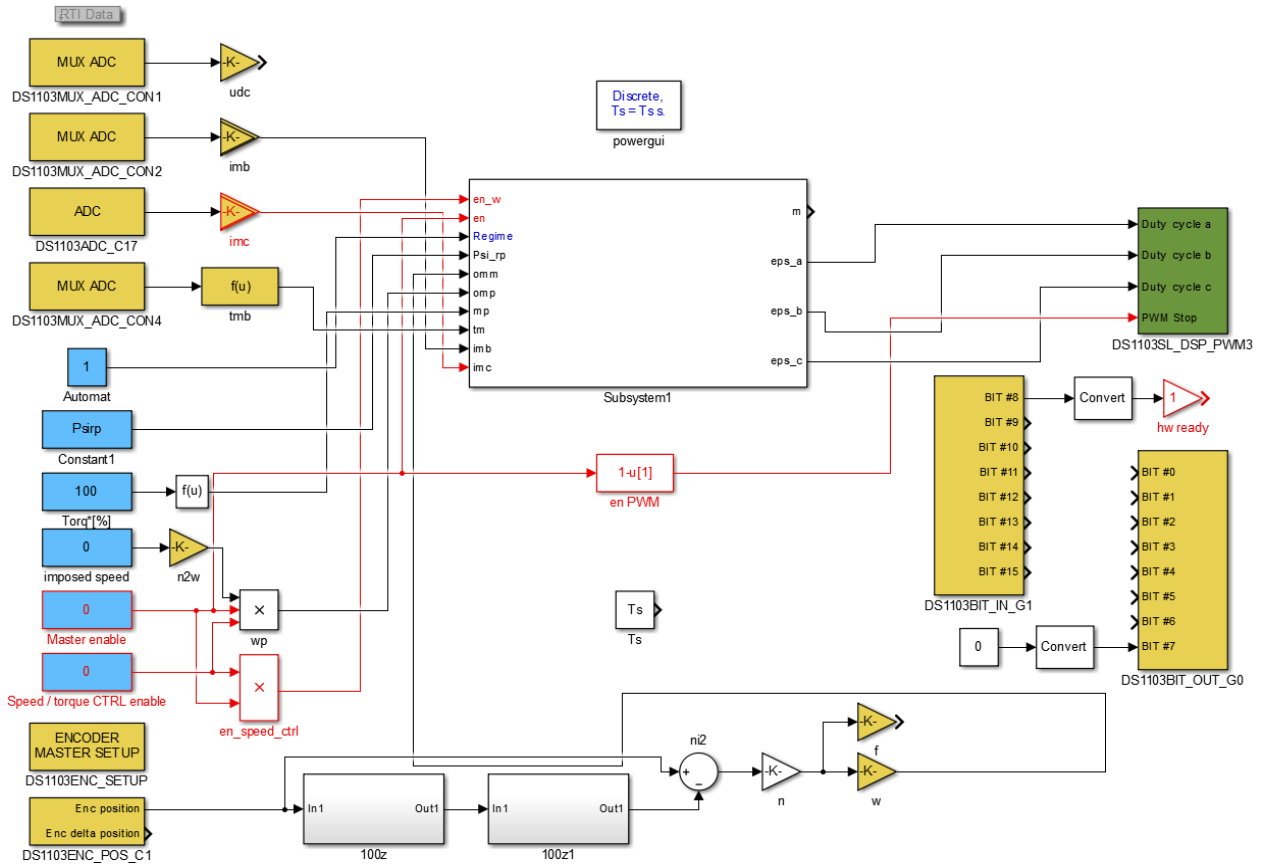 RTI Data
MUX ADC
-K-
DS1103MUX_ADC_CON1
udc
Discrete,
Ts = Ts s.
powergui
MUX ADC
-K-
DS1103MUX_ADC_CON2
imb
ADC
-K-
DS1103ADC_C17
imc
MUX ADC
f(u)
DS1103MUX_ADC_CON4
tmb
1
Automat
Psirp
Constant1
100
f(u)
Torq*[%]
0
-K-
imposed speed
n2w
0
×
Master enable
wp
0
×
Speed / torque CTRL enable
en_speed_ctrl
en_w
en
Regime
Psi_rp
omm
omp
mp
tm
imb
imc
m
eps_a
eps_b
eps_c
Subsystem1
Duty cycle a
Duty cycle b
Duty cycle c
PWM Stop
DS1103SL_DSP_PWM3
1-u[1]
en PWM
BIT #8
BIT #9
BIT #10
BIT #11
BIT #12
BIT #13
BIT #14
BIT #15
DS1103BIT_IN_G1
Convert
1
hw ready
BIT #0
BIT #1
BIT #2
BIT #3
BIT #4
BIT #5
BIT #6
BIT #7
DS1103BIT_OUT_G0
0
Convert
Ts
Ts
ENCODER
MASTER SETUP
DS1103ENC_SETUP
Enc position
Enc delta position
DS1103ENC_POS_C1
In1
Out1
100z
In1
Out1
100z1
ni2
+
−
-K-
n
-K-
f
-K-
w